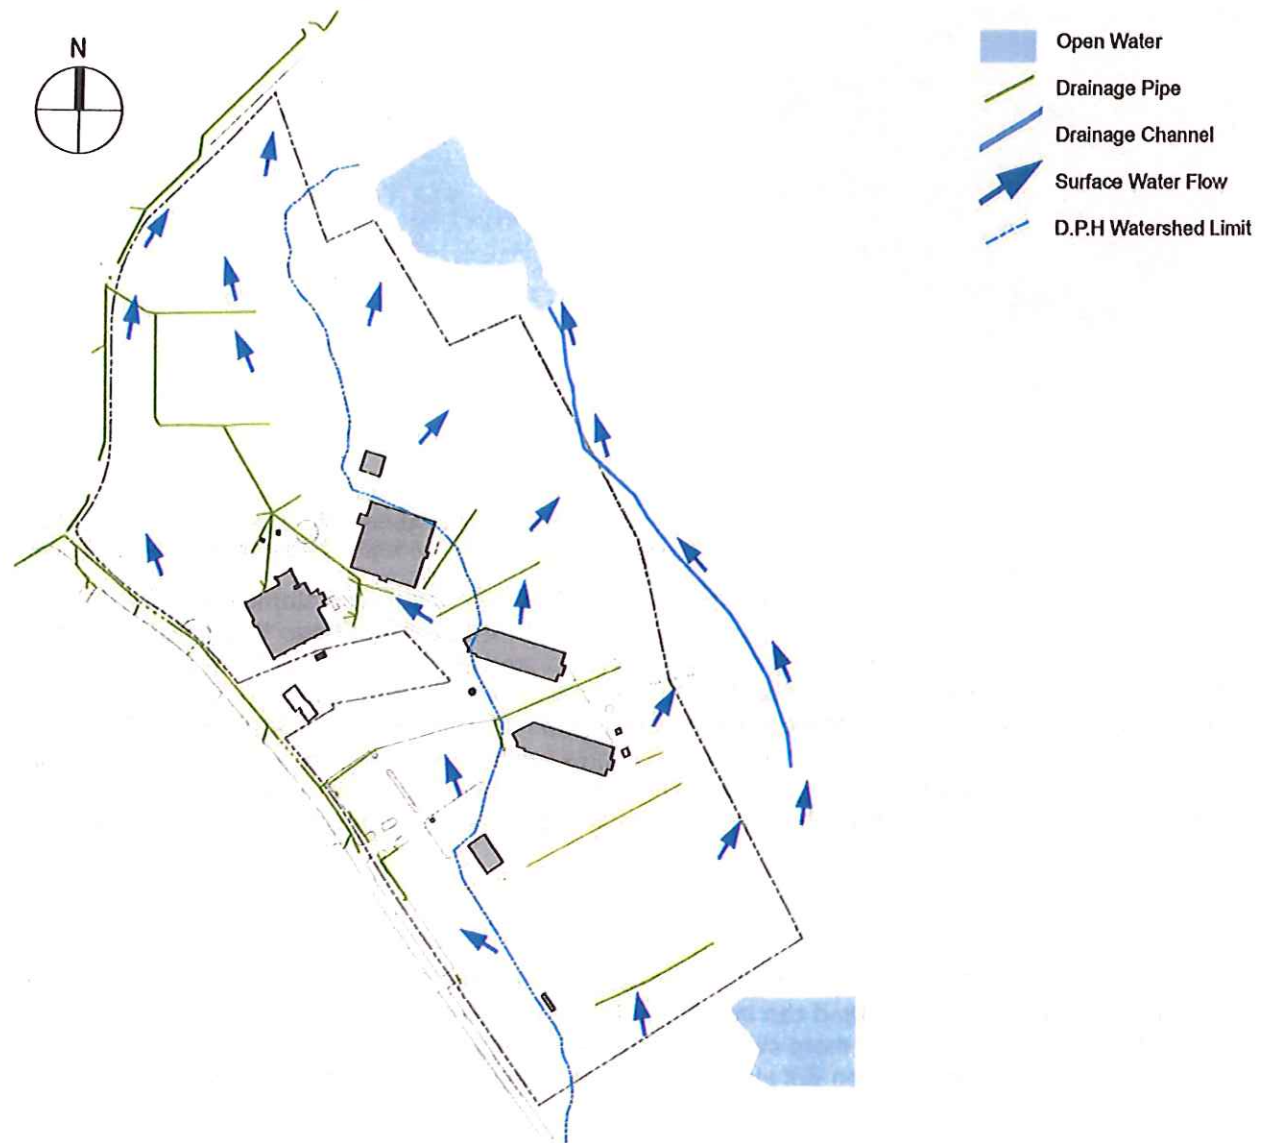 N
Open Water
Drainage Pipe
Drainage Channel
Surface Water Flow
D.P.H Watershed Limit